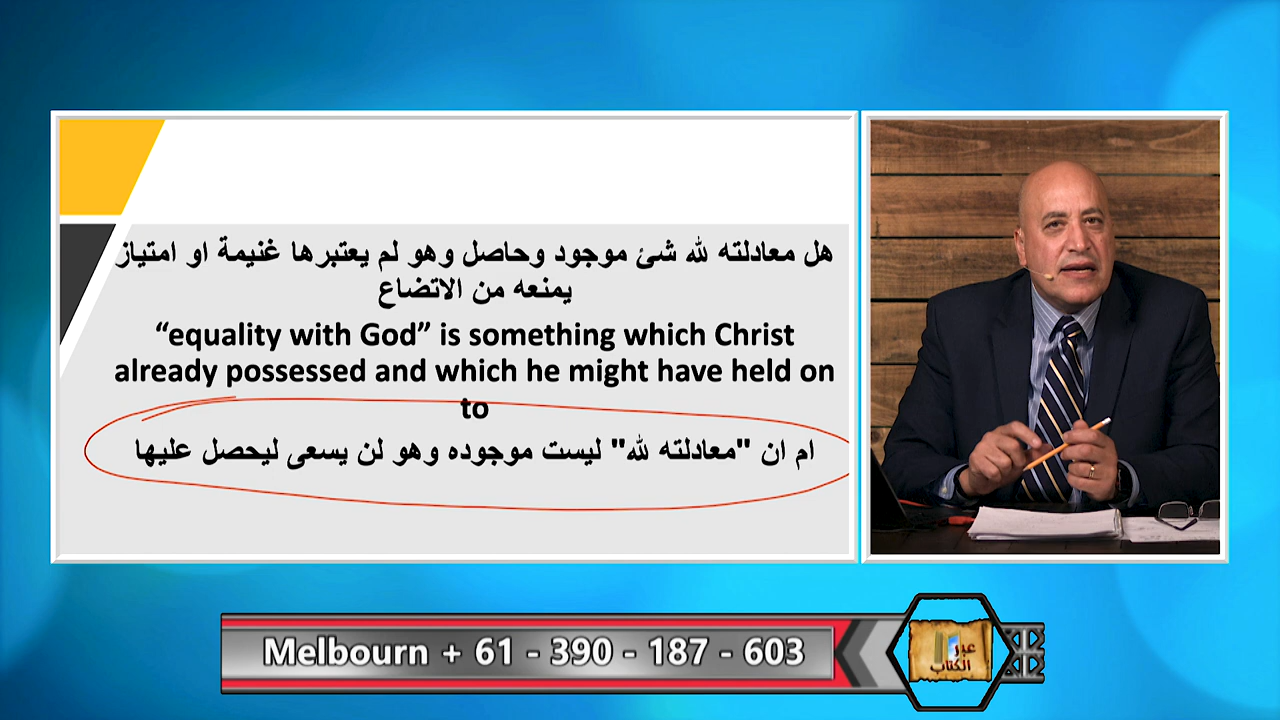 هل معادلته لله شئ موجود وحاصل وهو لم يعتبرها غنيمة او امتياز
يمنعه من الاتضاع
“equality with God” is something which Christ
already possessed and which he might have held on
to
ام ان "معادلته لله" ليست موجوده وهو لن يسعى ليحصل عليها
Melbourn + 61 - 390 - 187 - 603
عبر
الكتاب